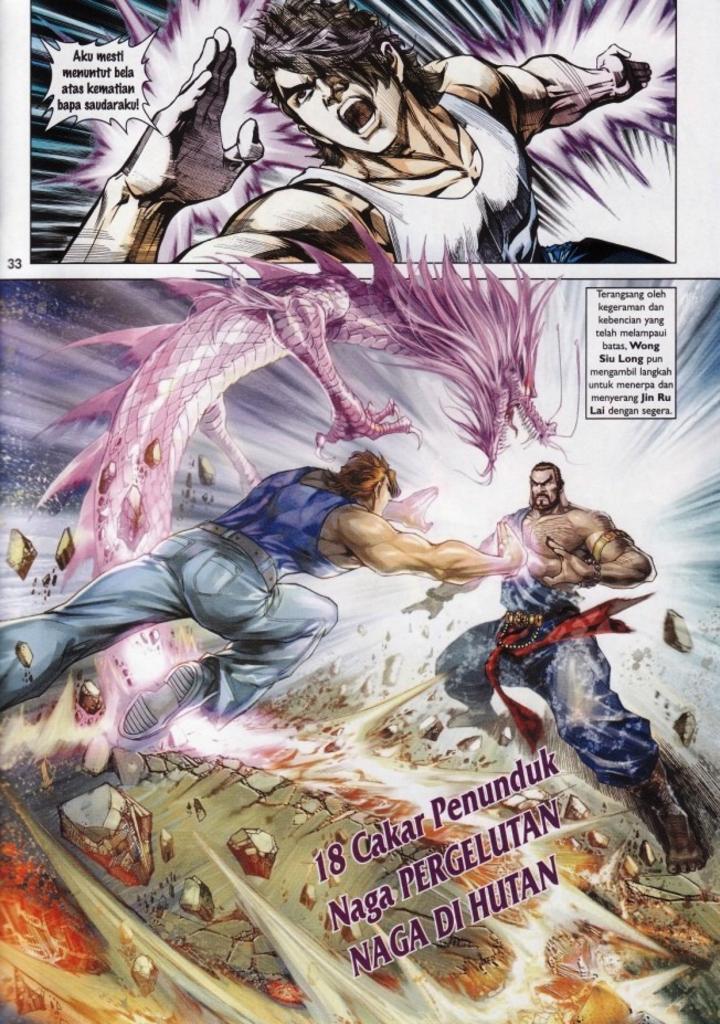 Aku mesti
menuntut bela
atas kematian
bapa saudaraku!
33
Terangsang oleh
kegeraman dan
kebencian yang
telah melampaui
batas, Wong
Siu Long pun
mengambil langkah
untuk menerpa dan
menyerang Jin Ru
Lai dengan segera.
18 Cakar Penunduk
Naga PERGELUTAN
NAGA DI HUTAN